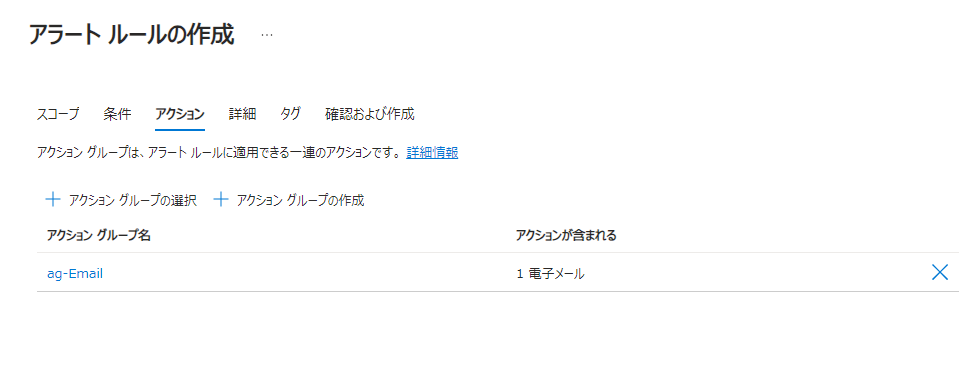 アラート ルールの作成 …
スコープ 条件 アクション 詳細 タグ 確認および作成
アクション グループは、アラート ルールに適用できる一連のアクションです。 詳細情報
アクション グループの選択 アクション グループの作成
アクション グループ名 アクションが含まれる
ag-Email 1 電子メール